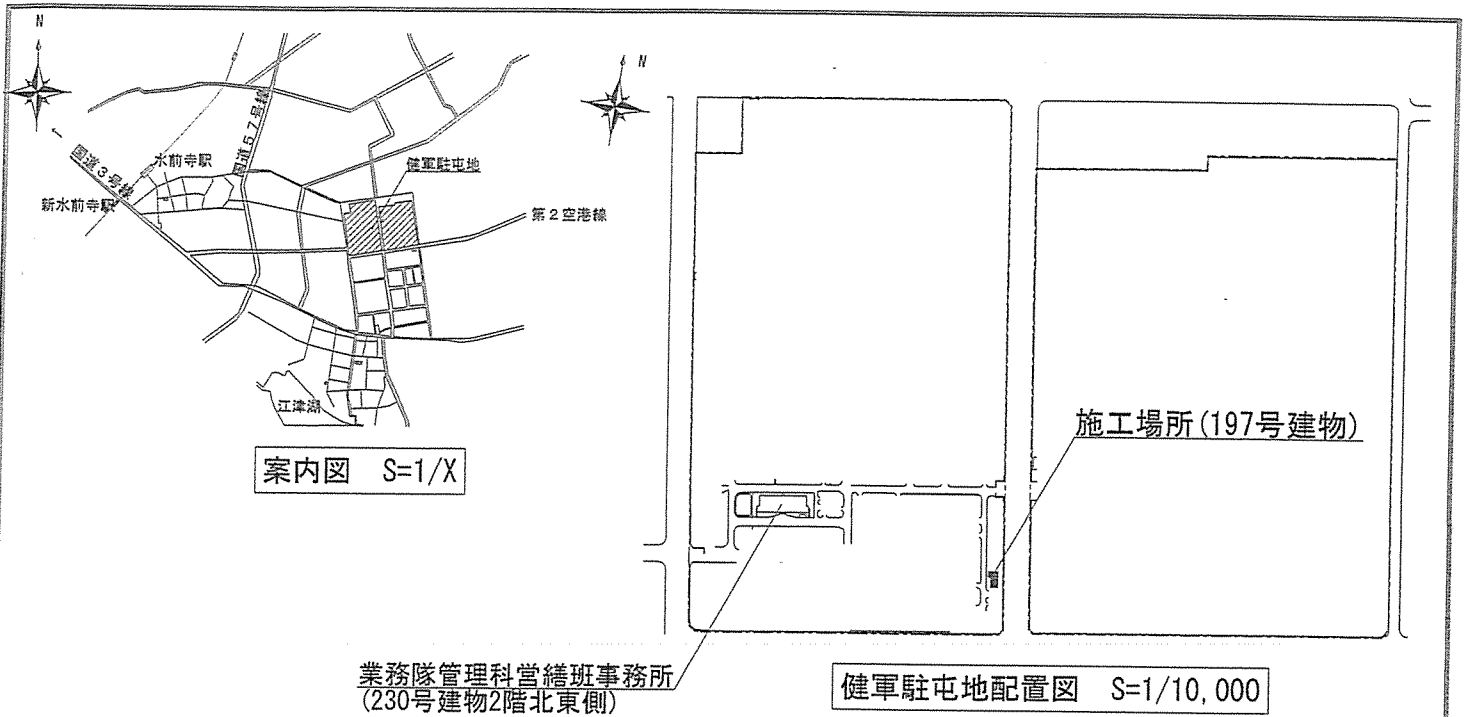 N
N
国道3号線
水前寺駅
国道57号線
健軍駐屯地
新水前寺駅
第2空港線
江津湖
案内図 S=1/X
施工場所(197号建物)
業務隊管理科営繕班事務所
(230号建物2階北東側)
健軍駐屯地配置図 S=1/10,000